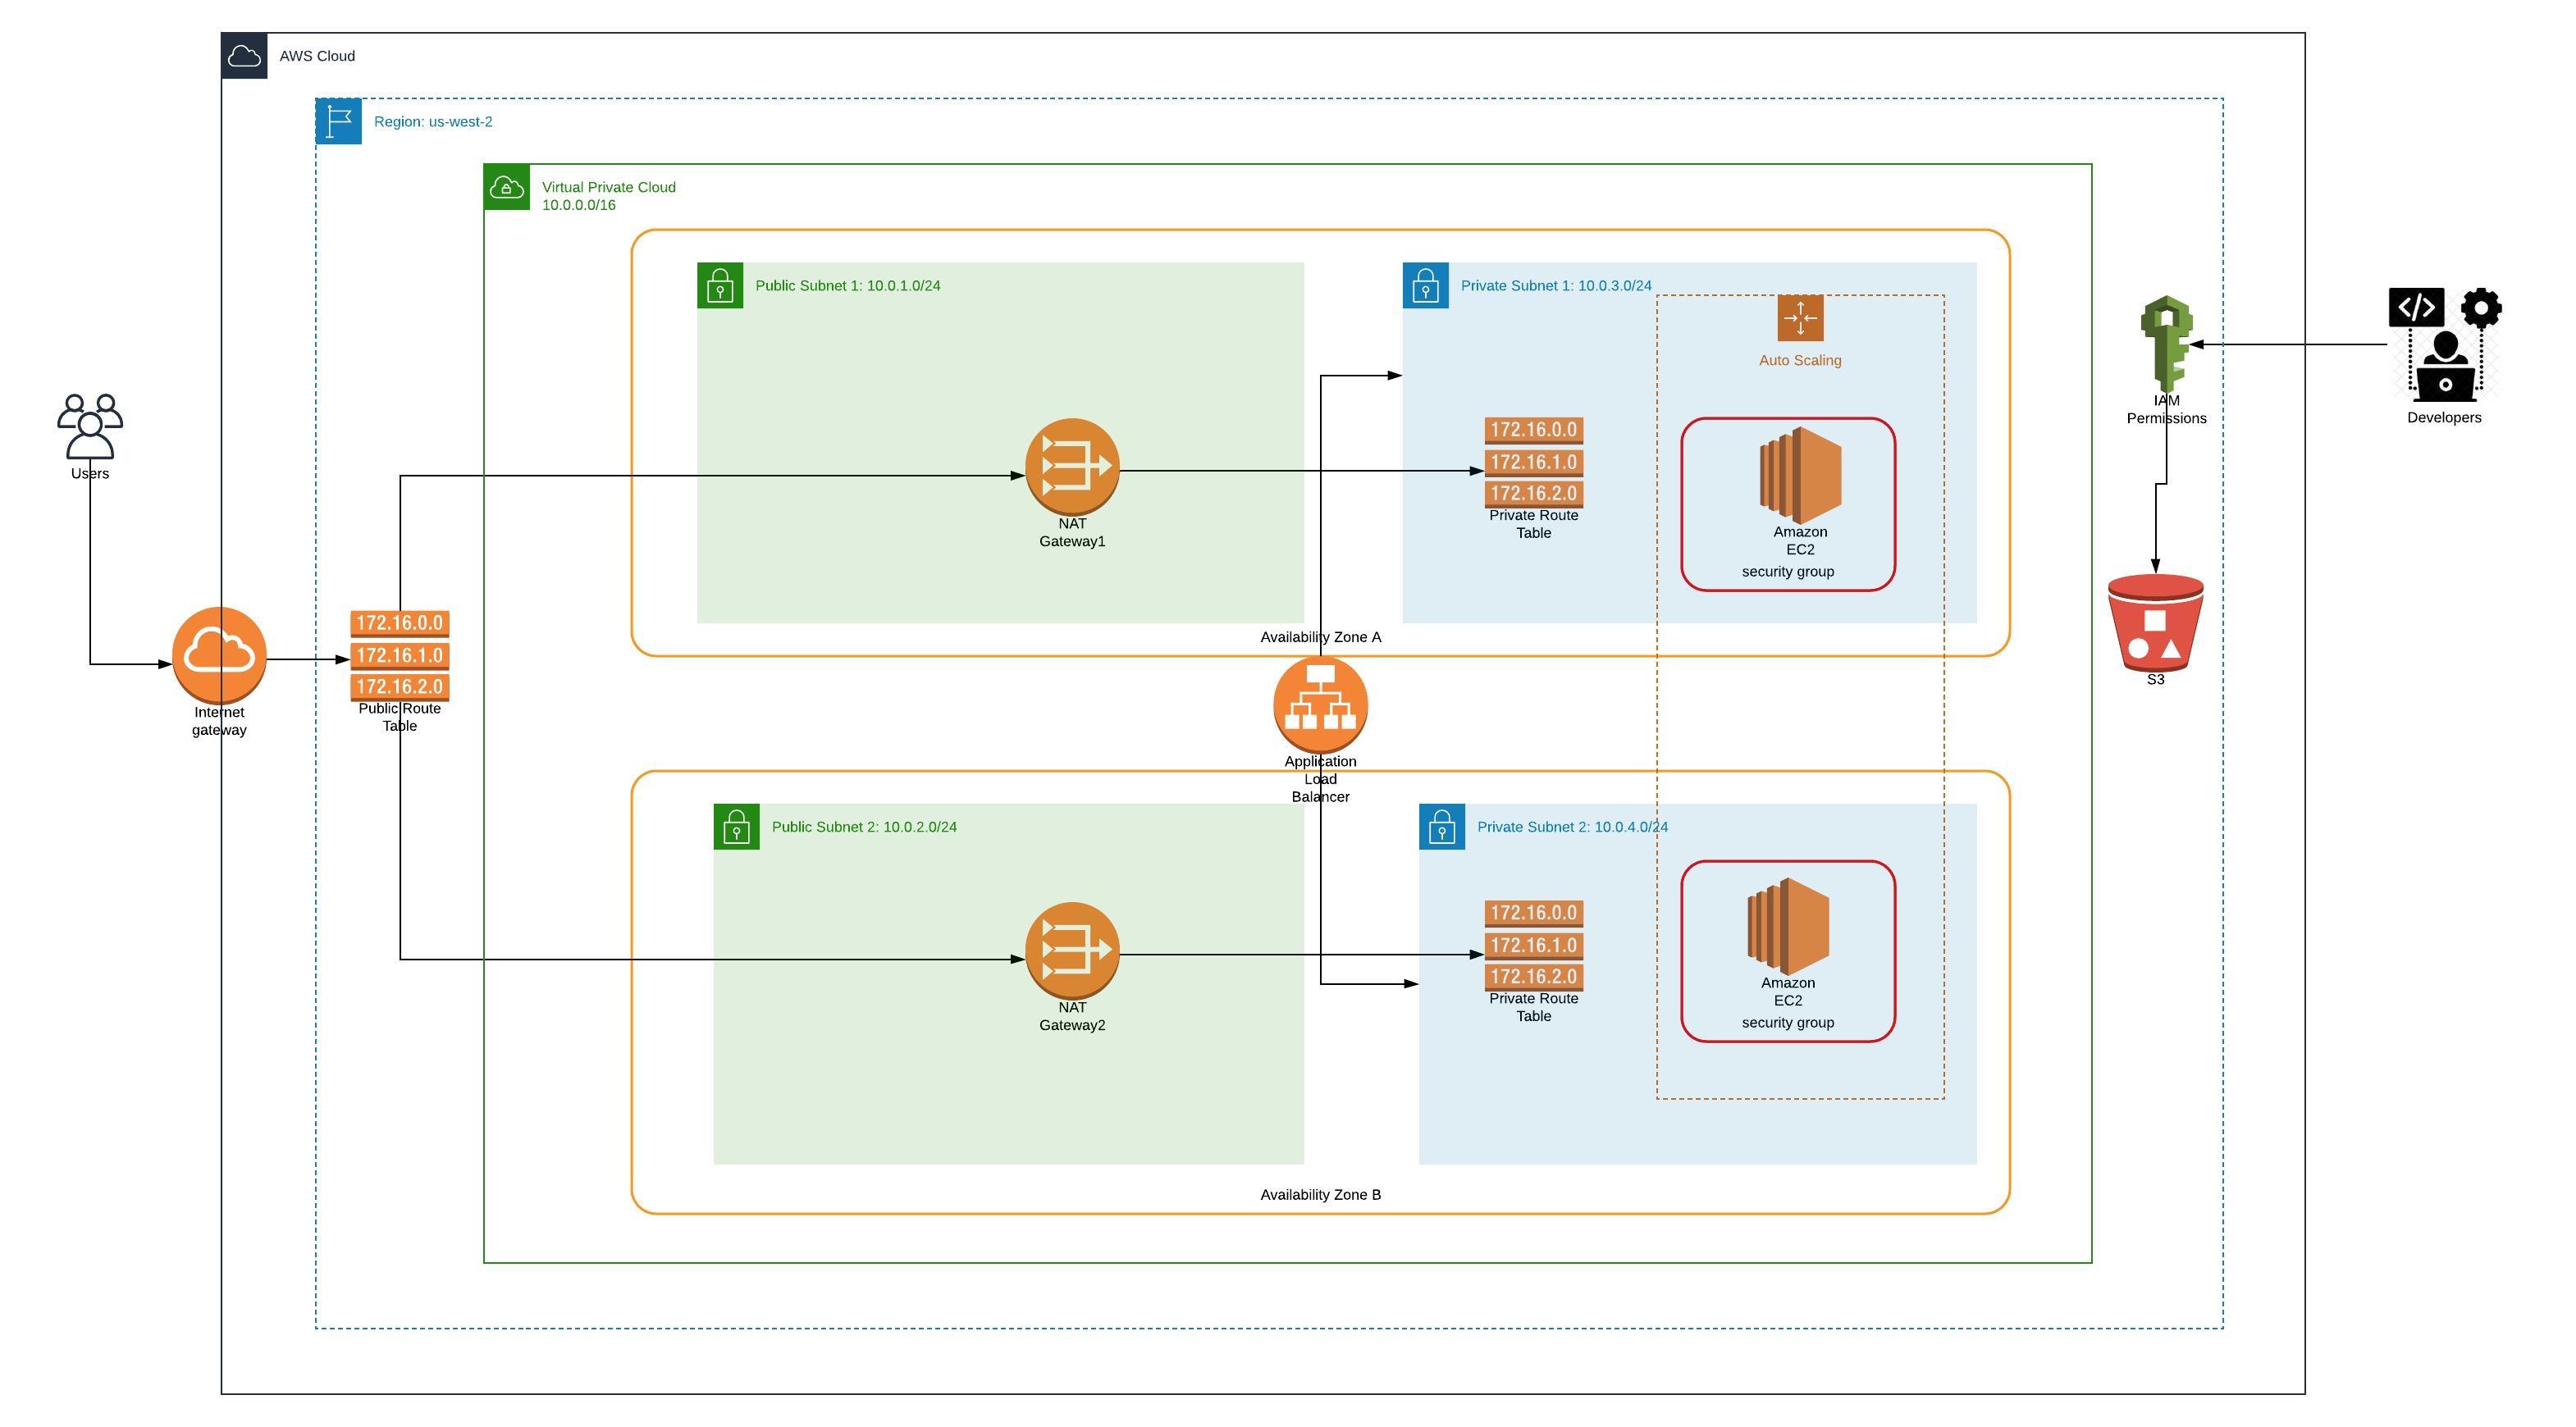 AWS Cloud
Region: us-west-2
Virtual Private Cloud
10.0.0.0/16
Public Subnet 1: 10.0.1.0/24
Private Subnet 1: 10.0.3.0/24
Auto Scaling
IAM
Permissions
Developers
Users
172.16.0.0
172.16.1.0
172.16.2.0
Private Route
Table
NAT
Gateway1
Amazon
EC2
security group
172.16.0.0
172.16.1.0
172.16.2.0
Public Route
Table
Internet
gateway
Availability Zone A
S3
Application
Load
Balancer
Public Subnet 2: 10.0.2.0/24
Private Subnet 2: 10.0.4.0/24
172.16.0.0
172.16.1.0
172.16.2.0
Private Route
Table
NAT
Gateway2
Amazon
EC2
security group
Availability Zone B